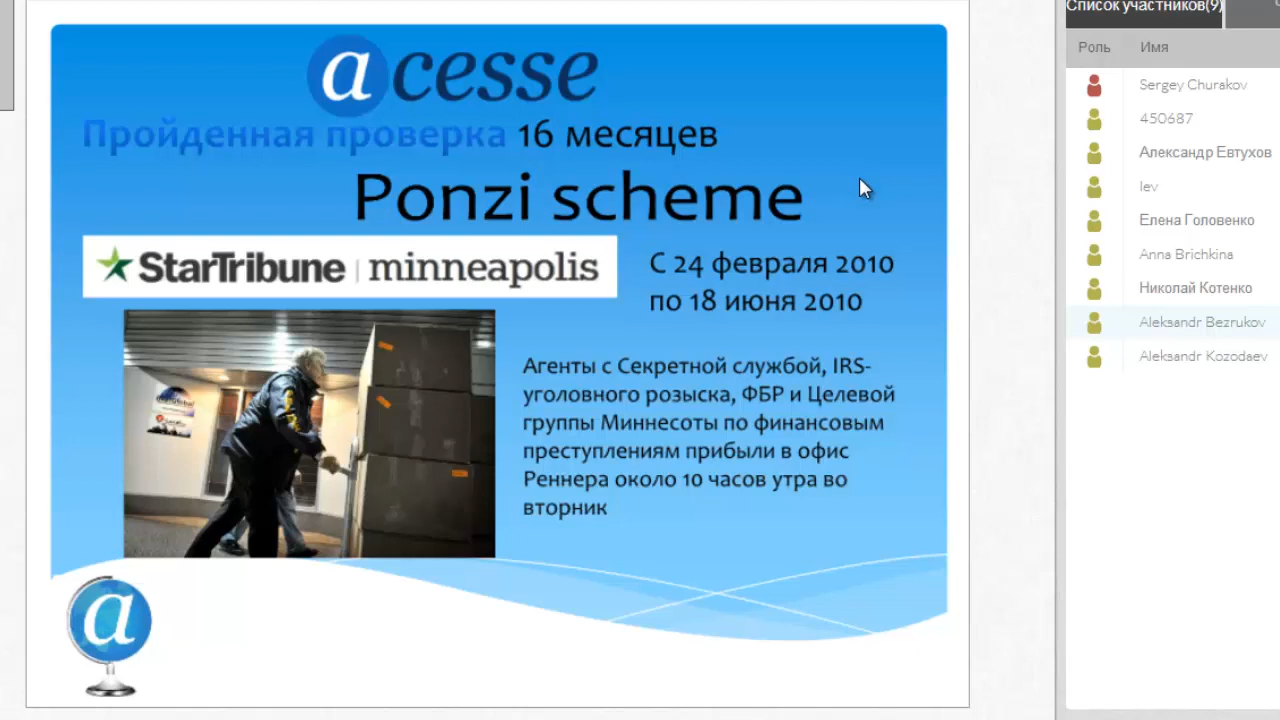 Список участников(9)
Роль Имя
Sergey Churakov
450687
Александр Евтухов
lev
Елена Головенко
Anna Brichkina
Николай Котенко
Aleksandr Bezrukov
Aleksandr Kozodaev
acesse
Пройденная проверка 16 месяцев
Ponzi scheme
StarTribune | minneapolis
С 24 февраля 2010
по 18 июня 2010
Агенты с Секретной службой, IRS-
уголовного розыска, ФБР и Целевой
группы Миннесоты по финансовым
преступлениям прибыли в офис
Реннера около 10 часов утра во
вторник
a